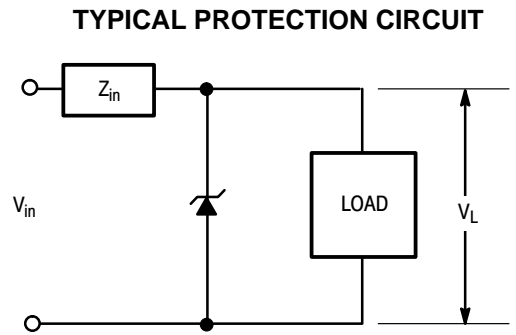 TYPICAL PROTECTION CIRCUIT
Zin
Vin
LOAD
VL